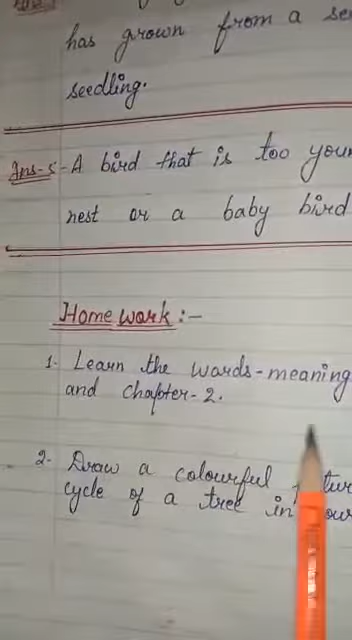 has grown from a
seedling.
Ans-5-A bird that is too
nest or a baby bird
Home work:-
1. Learn the words-meaning
and chapter-2.
2. Draw a colourful
cycle of a tree in